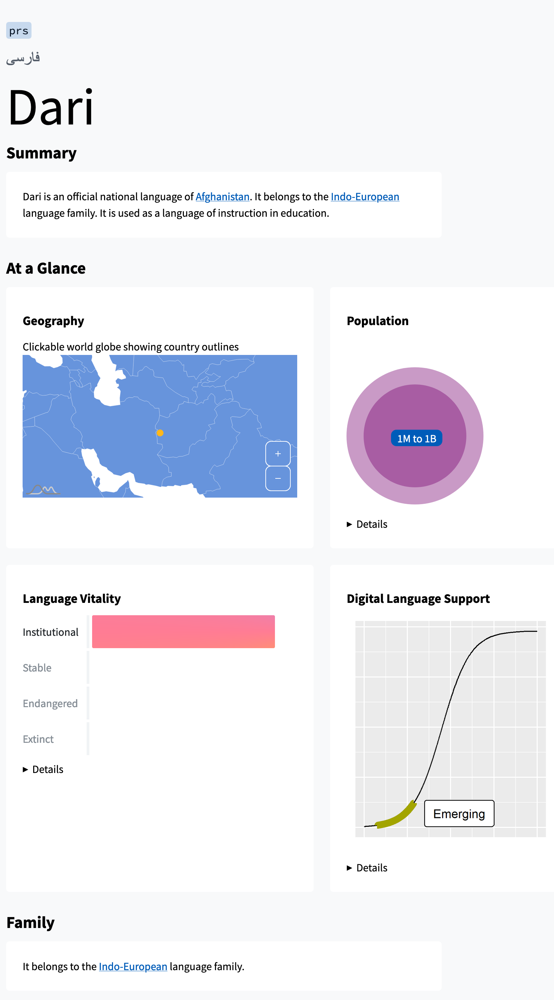 prs
فارسی
Dari
Summary
Dari is an official national language of Afghanistan. It belongs to the Indo-European
language family. It is used as a language of instruction in education.
At a Glance
Geography
Clickable world globe showing country outlines
+
−
Population
1M to 1B
▶ Details
Language Vitality
Institutional
Stable
Endangered
Extinct
▶ Details
Digital Language Support
Emerging
▶ Details
Family
It belongs to the Indo-European language family.